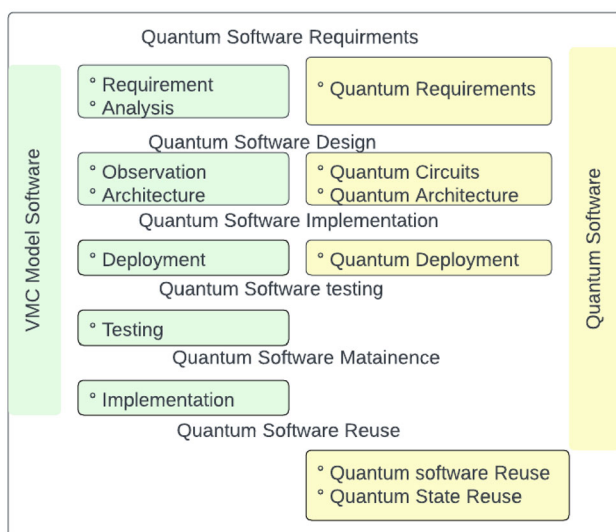 Quantum Software Requirments
VMC Model Software
° Requirement
° Analysis
° Quantum Requirements
Quantum Software
Quantum Software Design
° Observation
° Architecture
° Quantum Circuits
° Quantum Architecture
Quantum Software Implementation
° Deployment
° Quantum Deployment
Quantum Software testing
° Testing
Quantum Software Matainence
° Implementation
Quantum Software Reuse
° Quantum software Reuse
° Quantum State Reuse